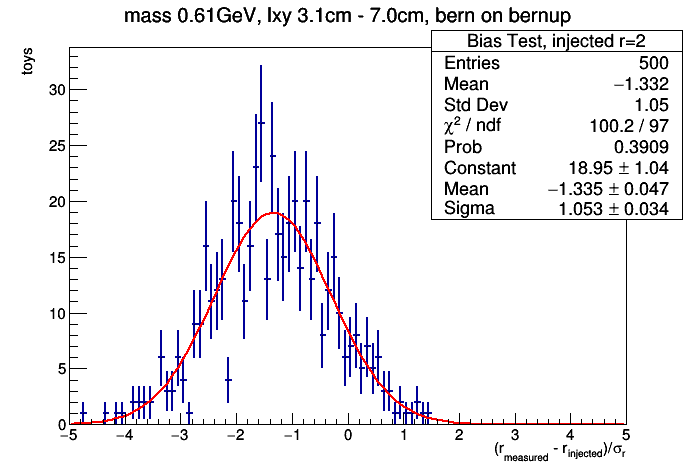 mass 0.61GeV, lxy 3.1cm - 7.0cm, bern on bernup
toys
Bias Test, injected r=2
Entries 500
Mean −1.332
Std Dev 1.05
χ² / ndf 100.2 / 97
Prob 0.3909
Constant 18.95 ± 1.04
Mean −1.335 ± 0.047
Sigma 1.053 ± 0.034
30
25
20
15
10
5
0
−5 −4 −3 −2 −1 0 1 2 3 4 5
(r_measured - r_injected)/σ_r